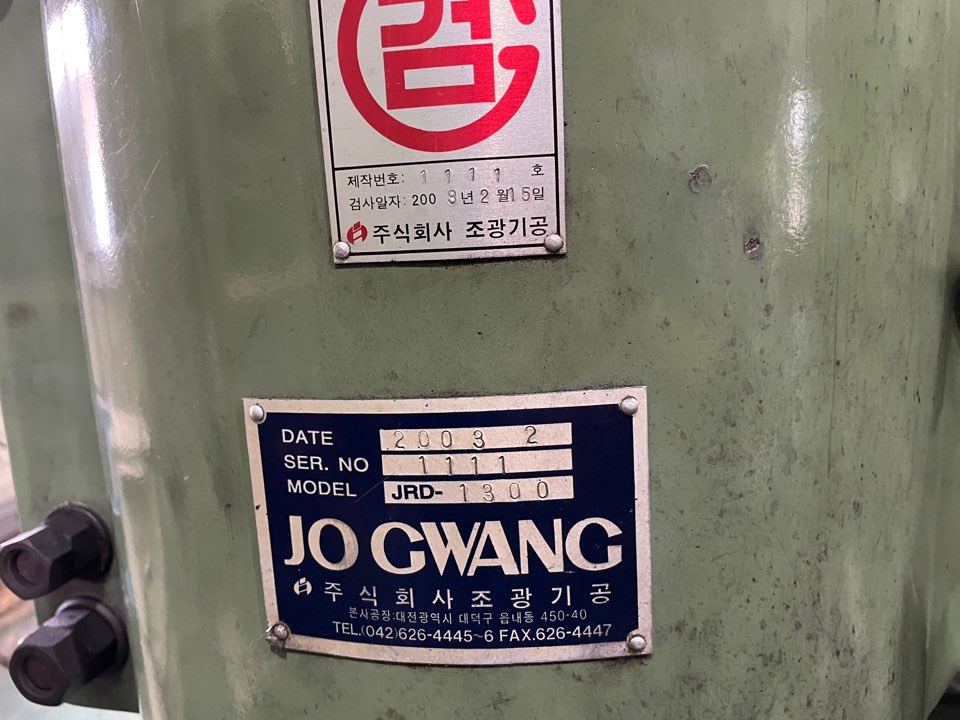 검
제작번호: 1111 호
검사일자: 2003년 2월 15일
주식회사 조광기공
DATE 2003 2
SER. NO 1111
MODEL JRD-1300
JO GWANG
주식회사조광기공
본사공장:대전광역시 대덕구 읍내동 450-40
TEL.(042)626-4445~6 FAX.626-4447